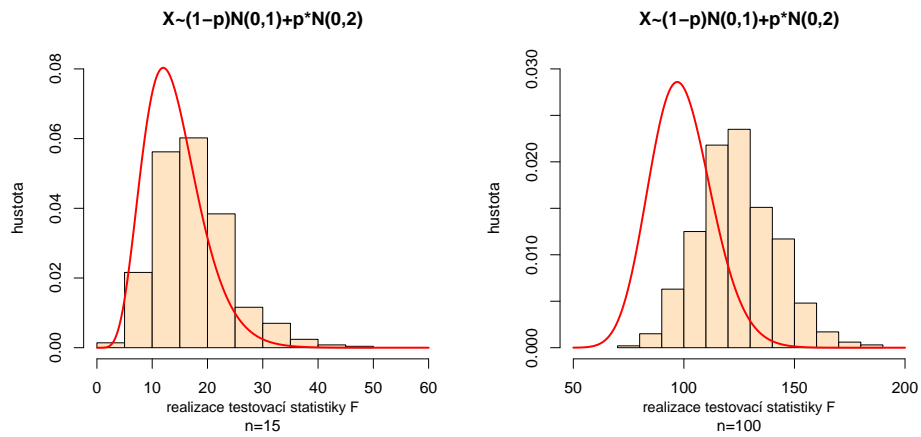 X~(1−p)N(0,1)+p*N(0,2)
hustota
0.00 0.02 0.04 0.06 0.08
0 10 20 30 40 50 60
realizace testovací statistiky F
n=15
X~(1−p)N(0,1)+p*N(0,2)
hustota
0.000 0.010 0.020 0.030
50 100 150 200
realizace testovací statistiky F
n=100